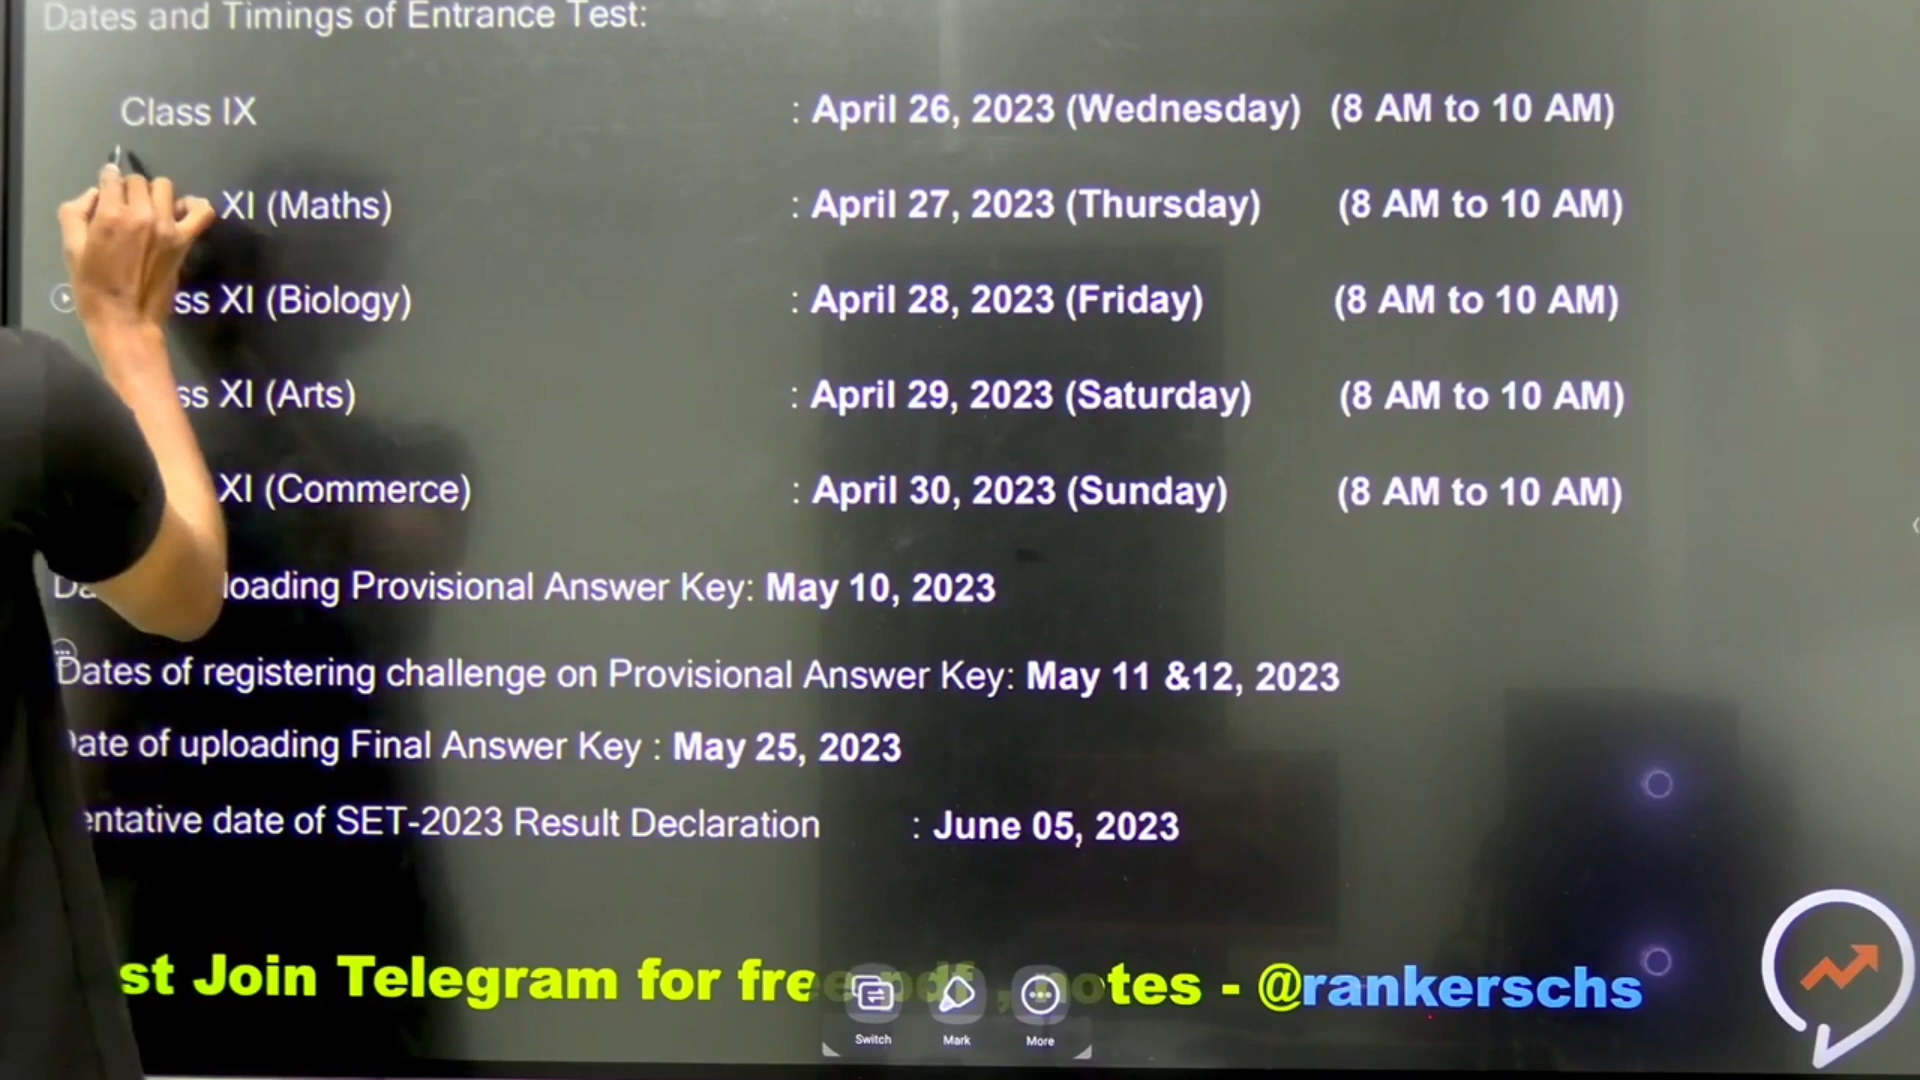 Dates and Timings of Entrance Test:
Class IX : April 26, 2023 (Wednesday) (8 AM to 10 AM)
XI (Maths) : April 27, 2023 (Thursday) (8 AM to 10 AM)
ss XI (Biology) : April 28, 2023 (Friday) (8 AM to 10 AM)
ss XI (Arts) : April 29, 2023 (Saturday) (8 AM to 10 AM)
XI (Commerce) : April 30, 2023 (Sunday) (8 AM to 10 AM)
loading Provisional Answer Key: May 10, 2023
Dates of registering challenge on Provisional Answer Key: May 11 &12, 2023
ate of uploading Final Answer Key : May 25, 2023
entative date of SET-2023 Result Declaration : June 05, 2023
st Join Telegram for free pdf , notes - @rankerschs
Switch Mark More